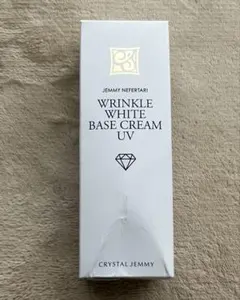 JEMMY NEFERTARI
WRINKLE
WHITE
BASE CREAM
UV
CRYSTAL JEMMY